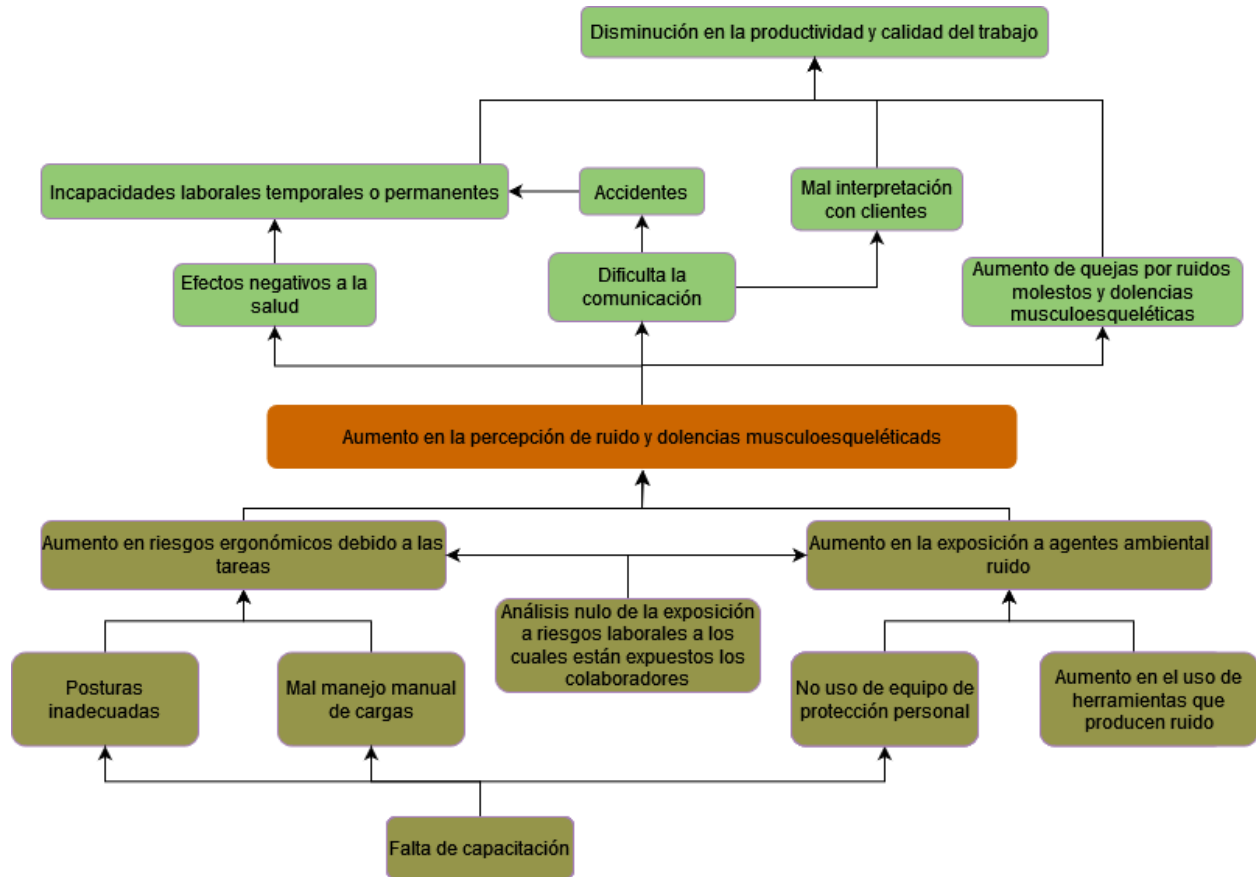 Disminución en la productividad y calidad del trabajo
Incapacidades laborales temporales o permanentes
Accidentes
Mal interpretación
con clientes
Efectos negativos a la
salud
Dificulta la
comunicación
Aumento de quejas por ruidos
molestos y dolencias
musculoesqueléticas
Aumento en la percepción de ruido y dolencias musculoesqueléticads
Aumento en riesgos ergonómicos debido a las
tareas
Aumento en la exposición a agentes ambiental
ruido
Análisis nulo de la exposición
a riesgos laborales a los
cuales están expuestos los
colaboradores
Posturas
inadecuadas
Mal manejo manual
de cargas
No uso de equipo de
protección personal
Aumento en el uso de
herramientas que
producen ruido
Falta de capacitación